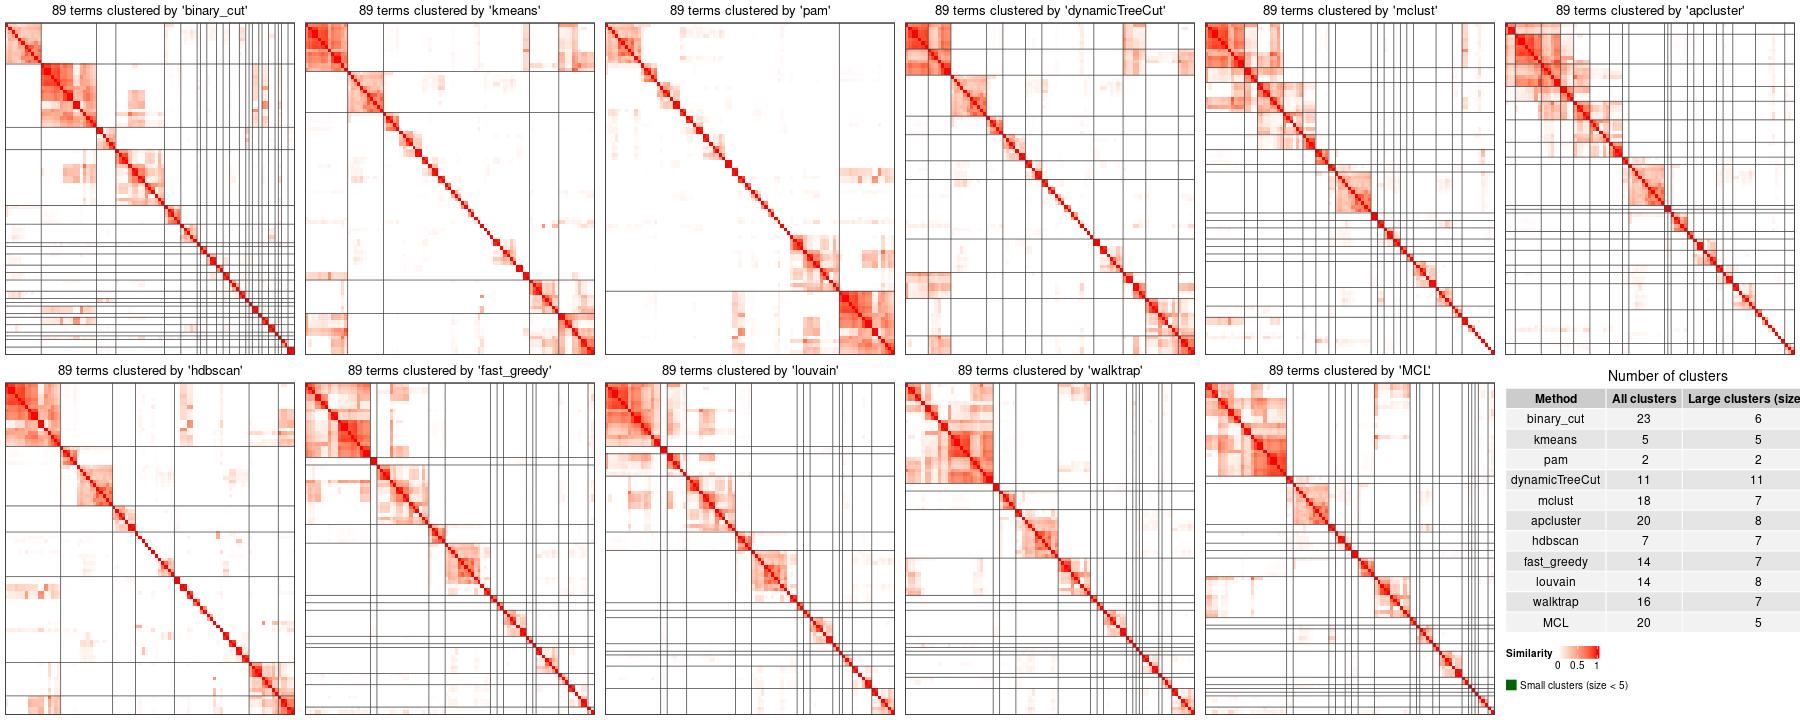 89 terms clustered by 'binary_cut'
89 terms clustered by 'kmeans'
89 terms clustered by 'pam'
89 terms clustered by 'dynamicTreeCut'
89 terms clustered by 'mclust'
89 terms clustered by 'apcluster'
89 terms clustered by 'hdbscan'
89 terms clustered by 'fast_greedy'
89 terms clustered by 'louvain'
89 terms clustered by 'walktrap'
89 terms clustered by 'MCL'
Number of clusters
Method All clusters Large clusters (size
binary_cut 23 6
kmeans 5 5
pam 2 2
dynamicTreeCut 11 11
mclust 18 7
apcluster 20 8
hdbscan 7 7
fast_greedy 14 7
louvain 14 8
walktrap 16 7
MCL 20 5
Similarity
0 0.5 1
Small clusters (size < 5)